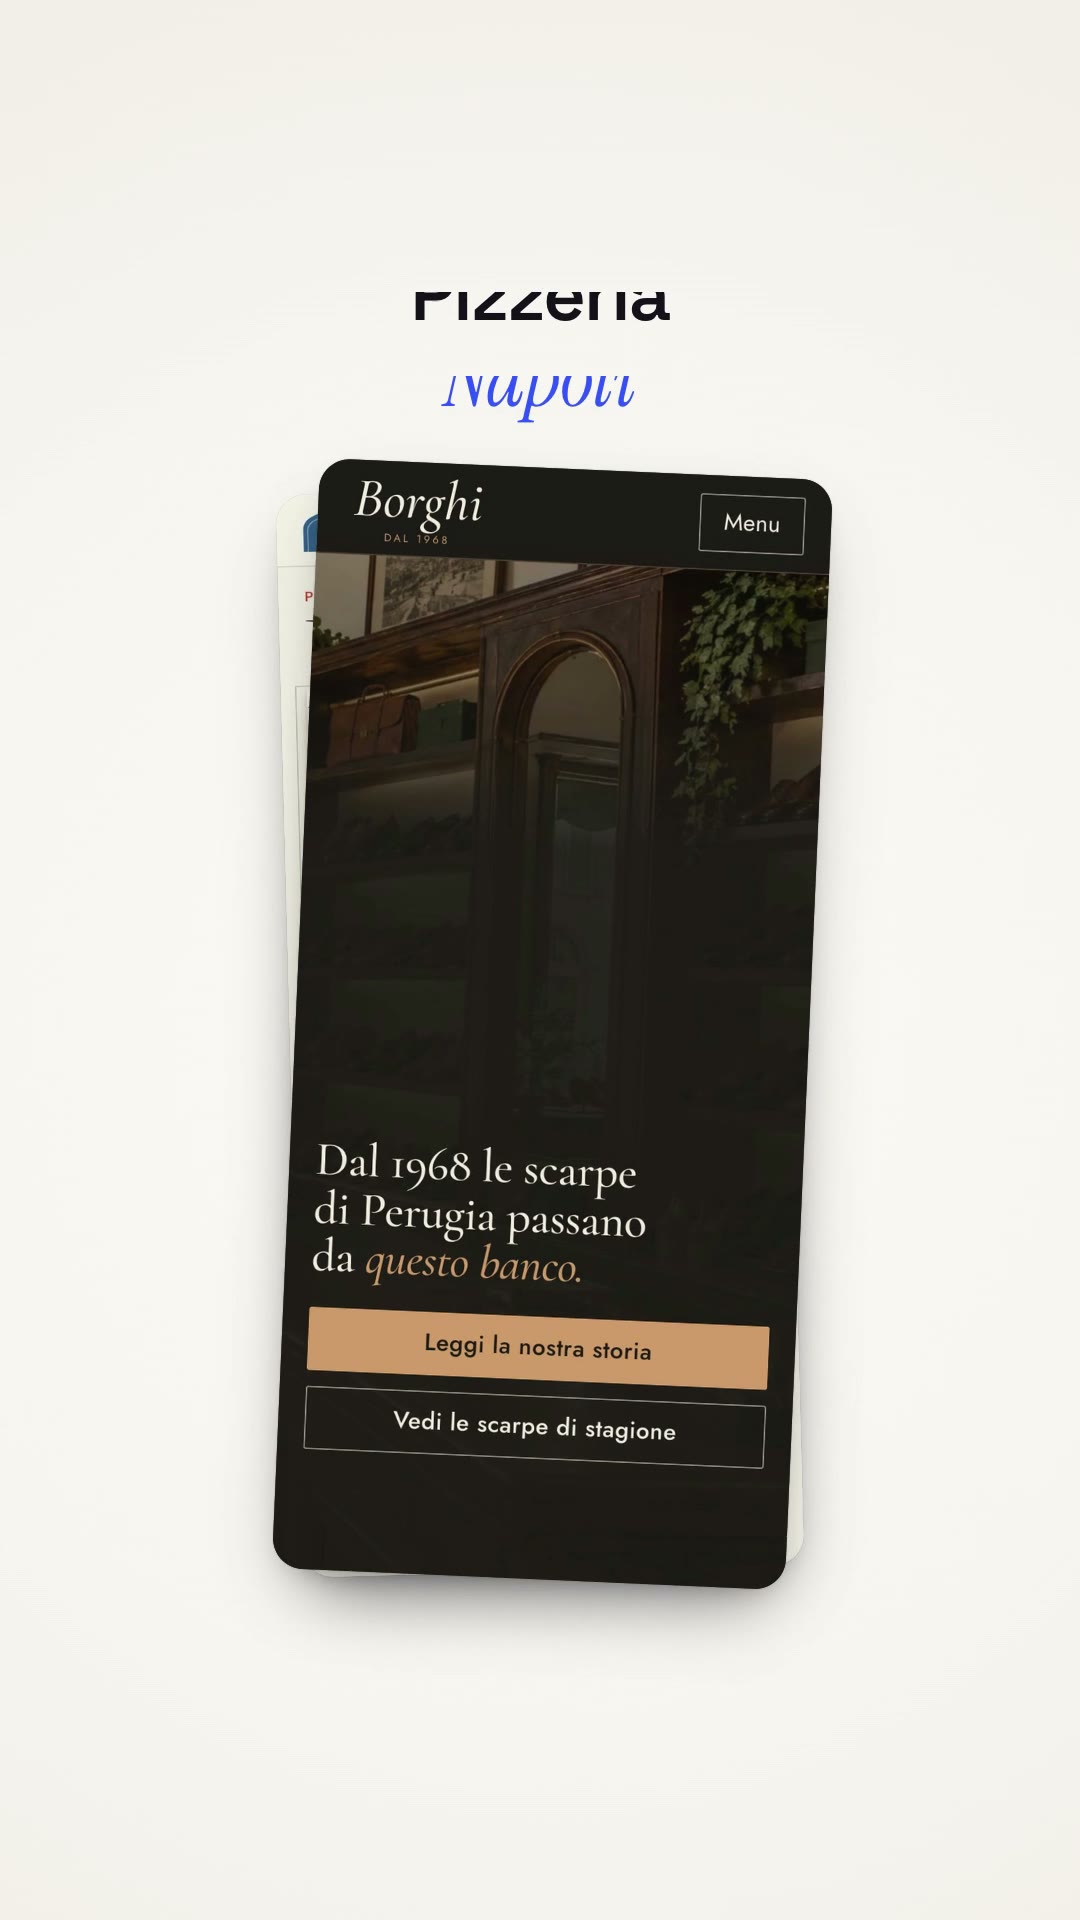 Pizzeria
Napoli
Borghi
DAL 1968
Menu
P
Dal 1968 le scarpe
di Perugia passano
da questo banco.
Leggi la nostra storia
Vedi le scarpe di stagione